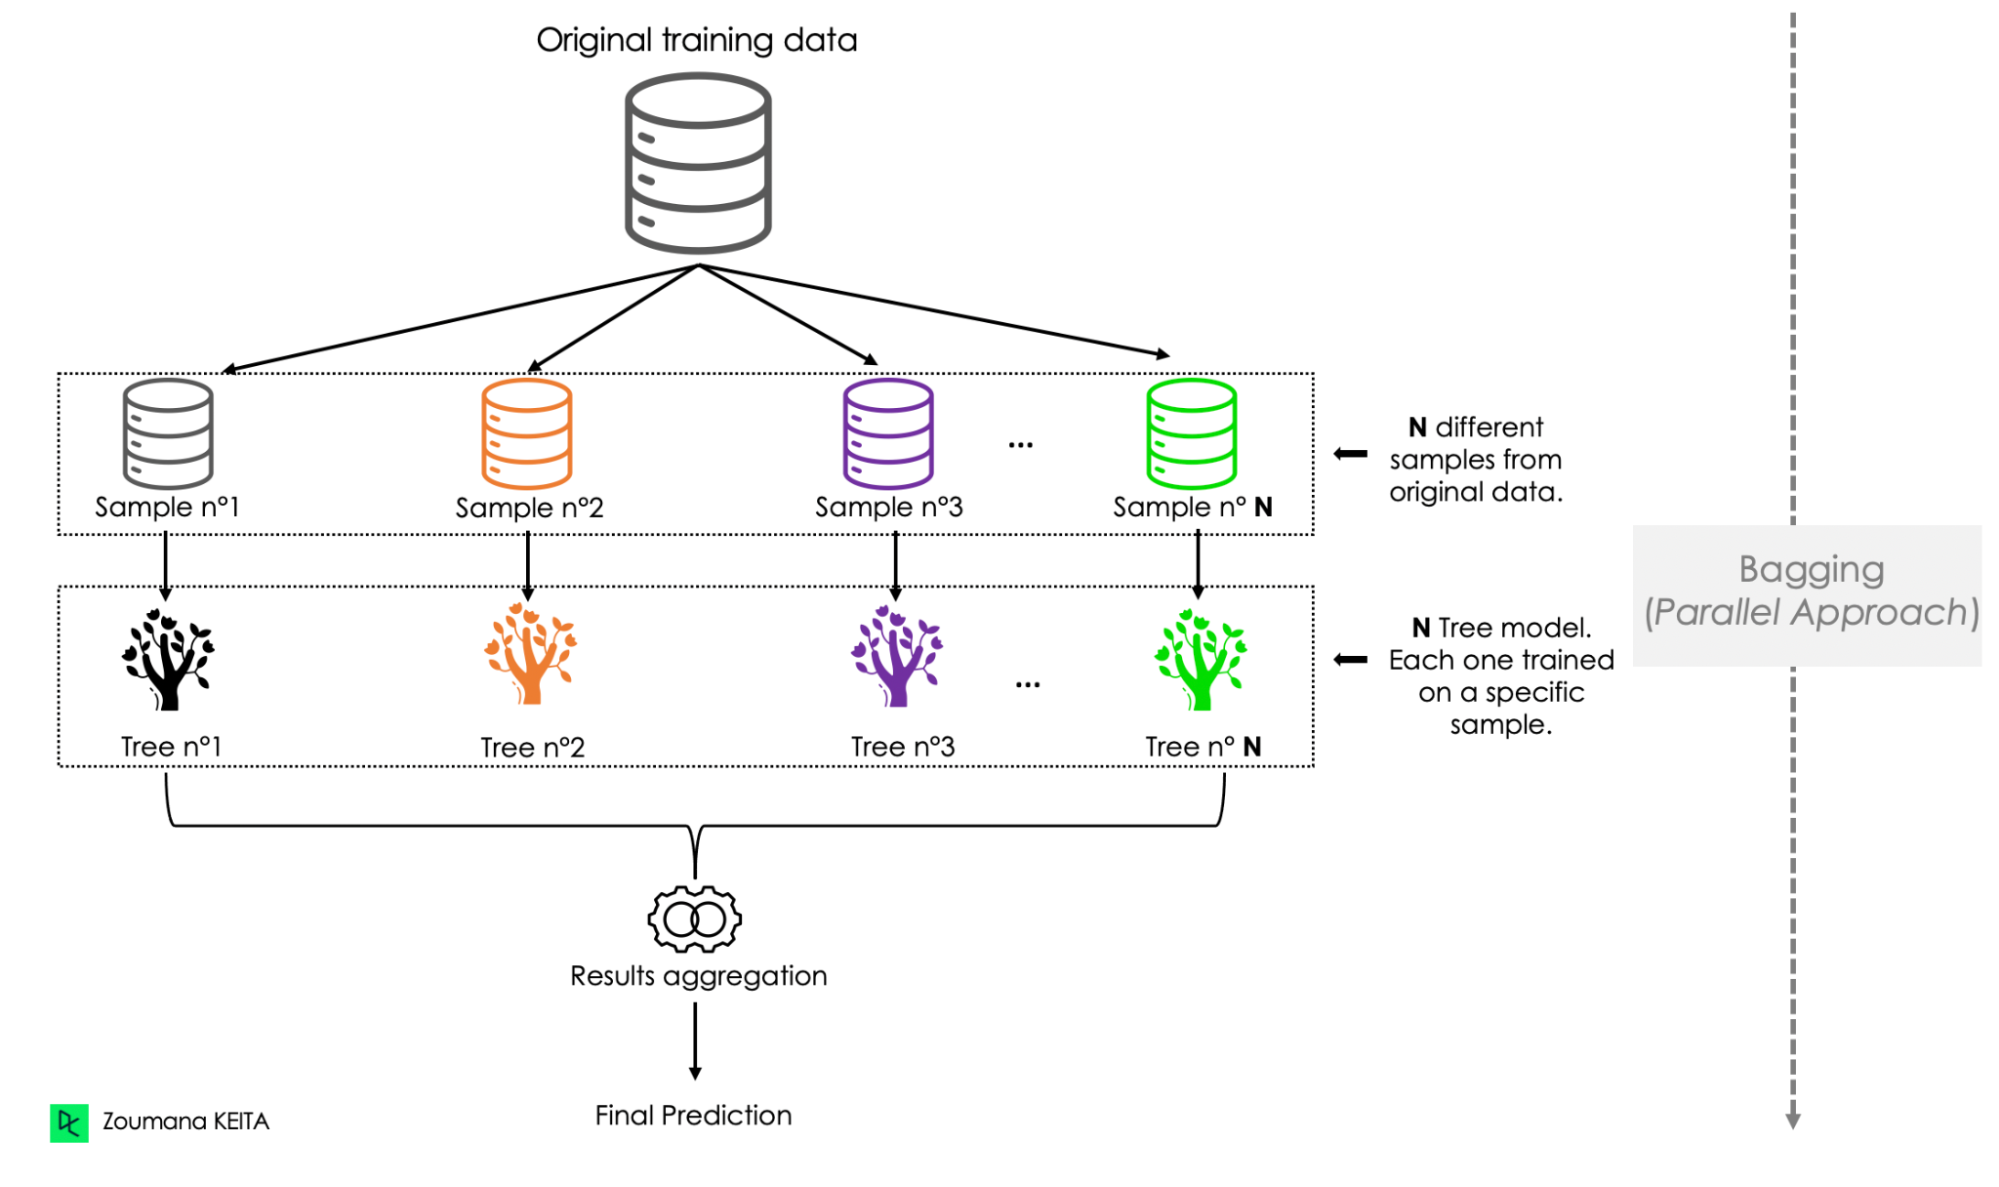 Original training data
...
Sample n°1
Sample n°2
Sample n°3
Sample n° N
N different
samples from
original data.
Bagging
(Parallel Approach)
N Tree model.
Each one trained
on a specific
sample.
...
Tree n°1
Tree n°2
Tree n°3
Tree n° N
Results aggregation
Final Prediction
Zoumana KEITA